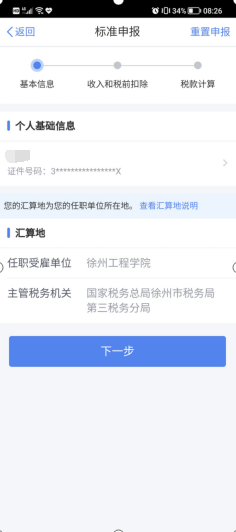 HD 4G 34% 08:26
返回 标准申报 重置申报
基本信息 收入和税前扣除 税款计算
个人基础信息
证件号码：3****************X
您的汇算地为您的任职单位所在地。 查看汇算地说明
汇算地
任职受雇单位 徐州工程学院
主管税务机关 国家税务总局徐州市税务局
第三税务分局
下一步